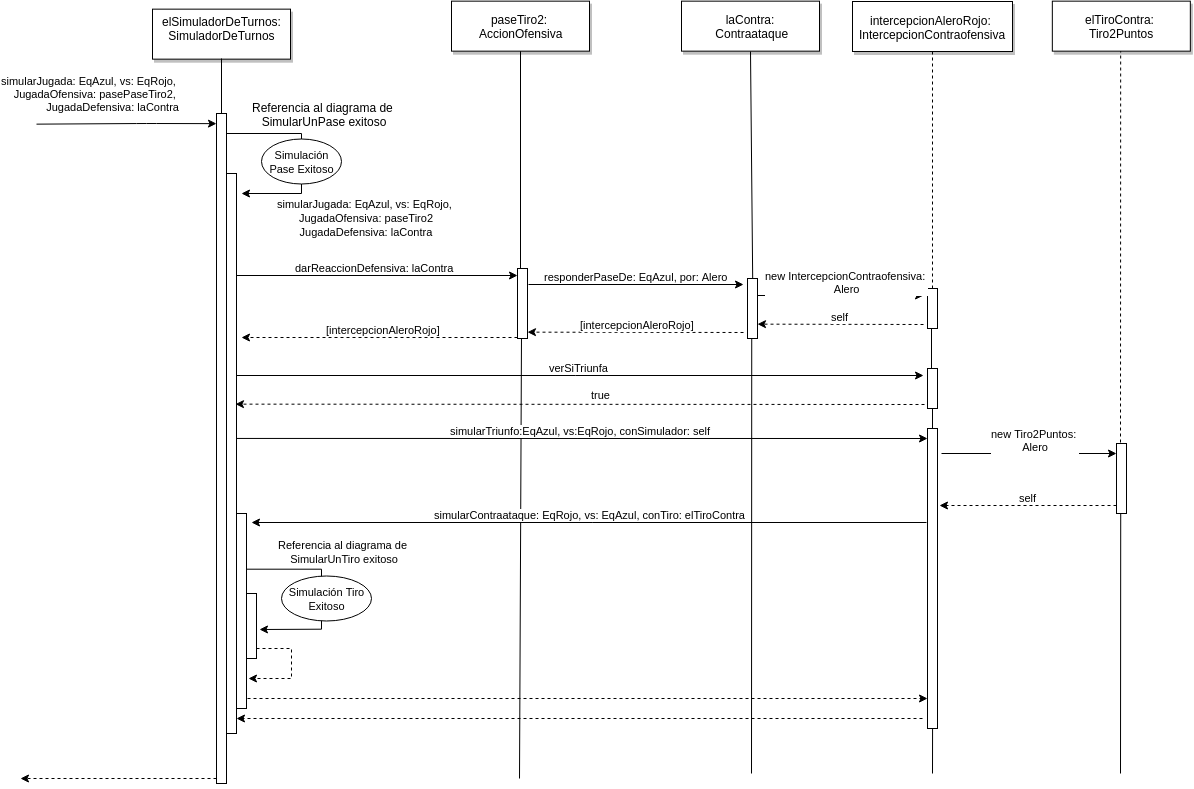 elSimuladorDeTurnos:
SimuladorDeTurnos
paseTiro2:
AccionOfensiva
laContra:
Contraataque
intercepcionAleroRojo:
IntercepcionContraofensiva
elTiroContra:
Tiro2Puntos
simularJugada: EqAzul, vs: EqRojo,
JugadaOfensiva: pasePaseTiro2,
JugadaDefensiva: laContra
Referencia al diagrama de
SimularUnPase exitoso
Simulación
Pase Exitoso
simularJugada: EqAzul, vs: EqRojo,
JugadaOfensiva: paseTiro2
JugadaDefensiva: laContra
darReaccionDefensiva: laContra
responderPaseDe: EqAzul, por: Alero
new IntercepcionContraofensiva:
Alero
self
[intercepcionAleroRojo]
[intercepcionAleroRojo]
verSiTriunfa
true
simularTriunfo:EqAzul, vs:EqRojo, conSimulador: self
new Tiro2Puntos:
Alero
self
simularContraataque: EqRojo, vs: EqAzul, conTiro: elTiroContra
Referencia al diagrama de
SimularUnTiro exitoso
Simulación Tiro
Exitoso